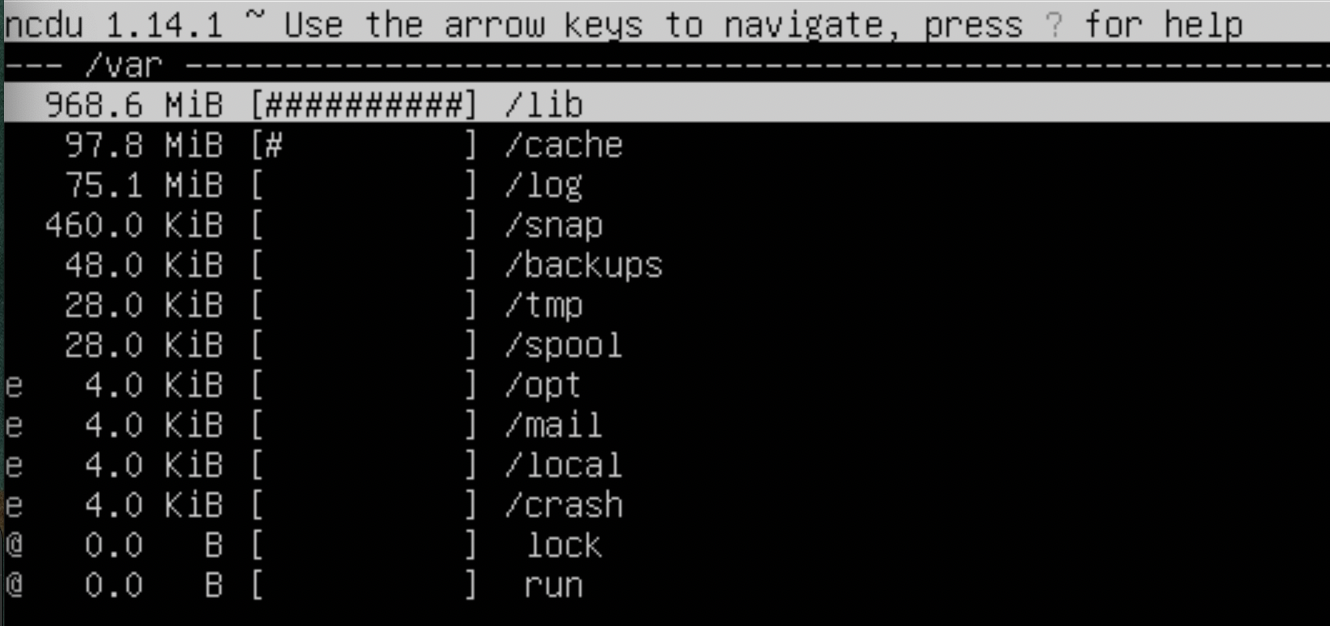 ncdu 1.14.1 ~ Use the arrow keys to navigate, press ? for help
--- /var ----------------------------------------------------------
  968.6 MiB [##########] /lib
   97.8 MiB [#         ] /cache
   75.1 MiB [          ] /log
  460.0 KiB [          ] /snap
   48.0 KiB [          ] /backups
   28.0 KiB [          ] /tmp
   28.0 KiB [          ] /spool
e   4.0 KiB [          ] /opt
e   4.0 KiB [          ] /mail
e   4.0 KiB [          ] /local
e   4.0 KiB [          ] /crash
@   0.0   B [          ]  lock
@   0.0   B [          ]  run